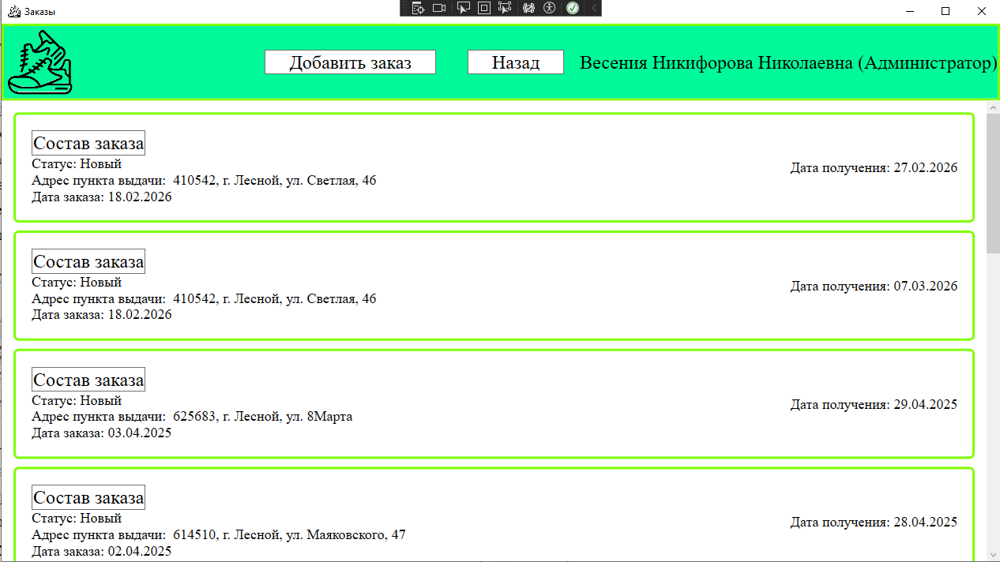 Заказы
Добавить заказ
Назад
Весения Никифорова Николаевна (Администратор)
Состав заказа
Статус: Новый
Адрес пункта выдачи:  410542, г. Лесной, ул. Светлая, 46
Дата заказа: 18.02.2026
Дата получения: 27.02.2026
Состав заказа
Статус: Новый
Адрес пункта выдачи:  410542, г. Лесной, ул. Светлая, 46
Дата заказа: 18.02.2026
Дата получения: 07.03.2026
Состав заказа
Статус: Новый
Адрес пункта выдачи:  625683, г. Лесной, ул. 8Марта
Дата заказа: 03.04.2025
Дата получения: 29.04.2025
Состав заказа
Статус: Новый
Адрес пункта выдачи:  614510, г. Лесной, ул. Маяковского, 47
Дата заказа: 02.04.2025
Дата получения: 28.04.2025